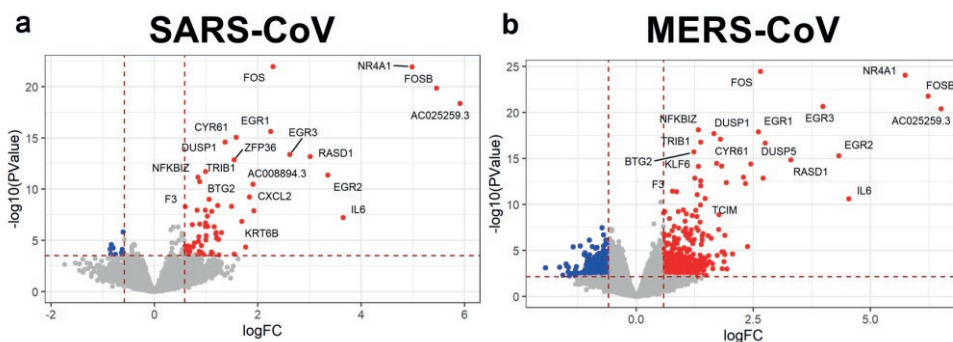 a SARS-CoV
b MERS-CoV
-log10(PValue)
20
15
10
5
0
−2
0
2
4
6
logFC
FOS
NR4A1
FOSB
AC025259.3
EGR1
CYR61
EGR3
DUSP1
ZFP36
RASD1
NFKBIZ
TRIB1
AC008894.3
EGR2
BTG2
CXCL2
F3
IL6
KRT6B
-log10(PValue)
25
20
15
10
5
0
0.0
2.5
5.0
logFC
FOS
NR4A1
FOSB
AC025259.3
EGR3
NFKBIZ
DUSP1
EGR1
TRIB1
CYR61
DUSP5
EGR2
BTG2
KLF6
RASD1
F3
IL6
TCIM